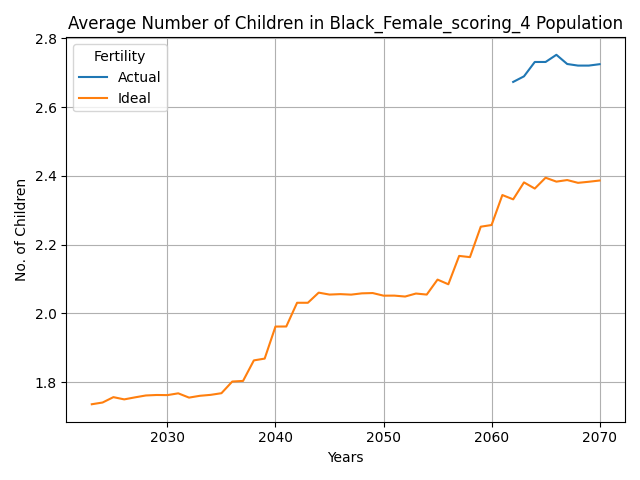 Average Number of Children in Black_Female_scoring_4 Population
Fertility
Actual
Ideal
No. of Children
2.8
2.6
2.4
2.2
2.0
1.8
2030 2040 2050 2060 2070
Years